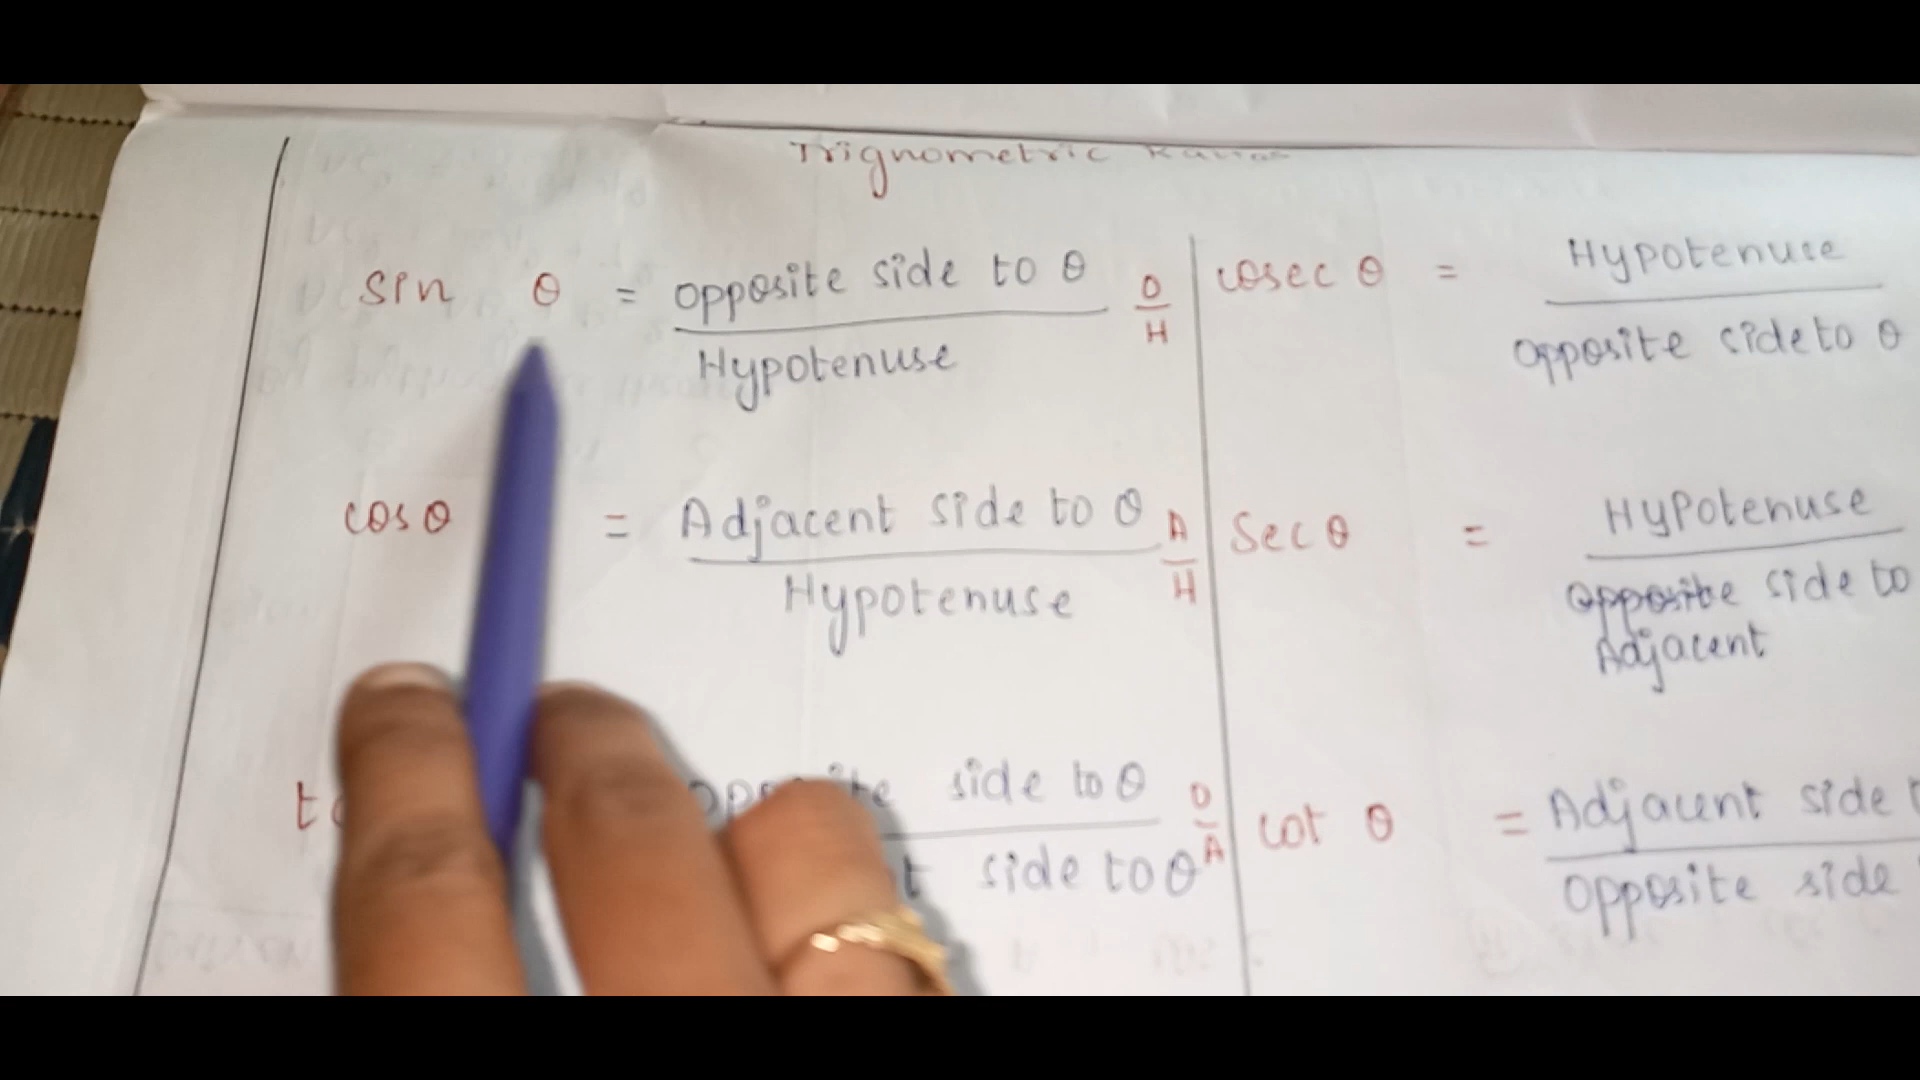 Trignometric
sin θ = opposite side to θ / Hypotenuse O/H
cosec θ = Hypotenuse / opposite side to θ
cos θ = Adjacent side to θ / Hypotenuse A/H
Sec θ = Hypotenuse / opposite side to
Adjacent
side to θ / side to θ O/A
cot θ = Adjacent side / opposite side